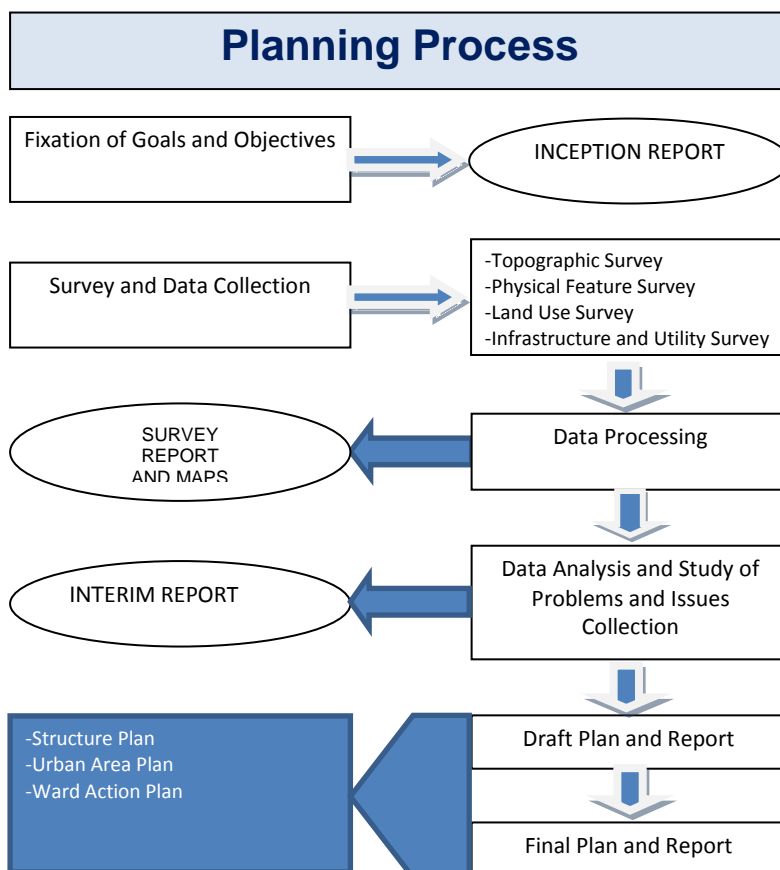 Planning Process
Fixation of Goals and Objectives
INCEPTION REPORT
Survey and Data Collection
-Topographic Survey
-Physical Feature Survey
-Land Use Survey
-Infrastructure and Utility Survey
SURVEY
REPORT
AND MAPS
Data Processing
INTERIM REPORT
Data Analysis and Study of
Problems and Issues
Collection
-Structure Plan
-Urban Area Plan
-Ward Action Plan
Draft Plan and Report
Final Plan and Report